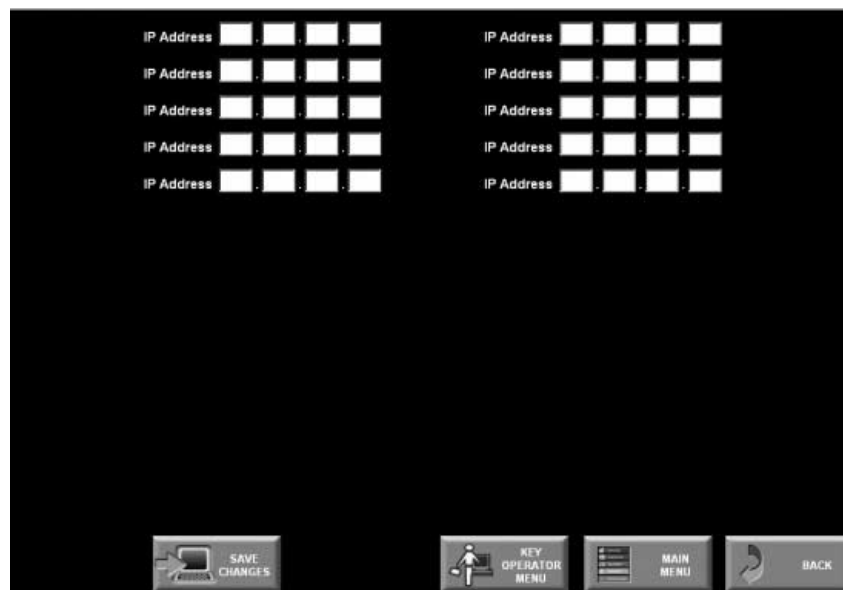 IP Address . . . IP Address . . .
IP Address . . . IP Address . . .
IP Address . . . IP Address . . .
IP Address . . . IP Address . . .
IP Address . . . IP Address . . .
SAVE
CHANGES
KEY
OPERATOR
MENU
MAIN
MENU
BACK